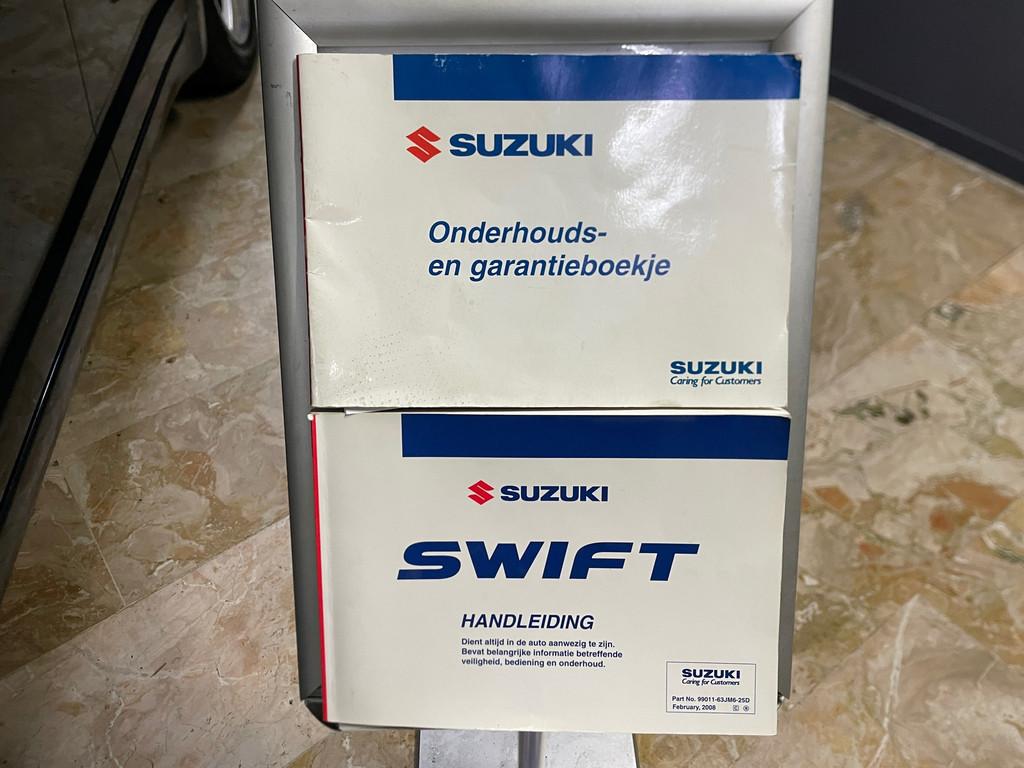 SUZUKI
Onderhouds-
en garantieboekje
SUZUKI
Caring for Customers
SUZUKI
SWIFT
HANDLEIDING
Dient altijd in de auto aanwezig te zijn.
Bevat belangrijke informatie betreffende
veiligheid, bediening en onderhoud.
SUZUKI
Caring for Customers
Part No. 99011-63JM6-25D
February, 2008